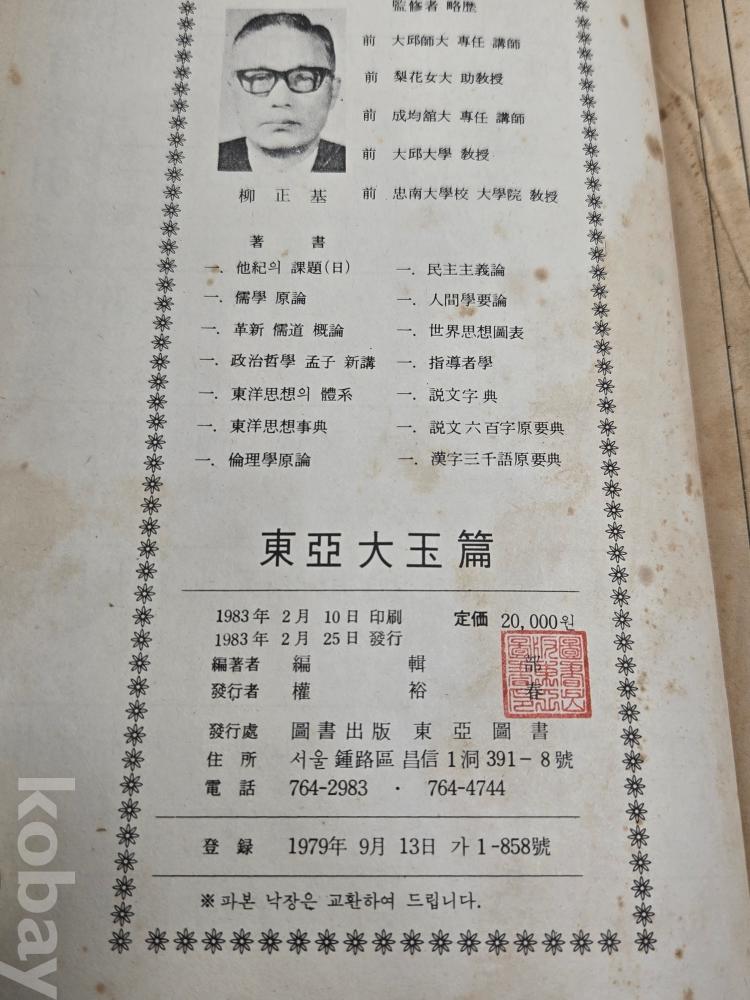 監修者 略歷
前 大邱師大 專任 講師
前 梨花女大 助敎授
前 成均舘大 專任 講師
前 大邱大學 敎授
前 忠南大學校 大學院 敎授
柳正基
著書
一. 他紀의 課題(日)
一. 儒學 原論
一. 革新 儒道 槪論
一. 政治哲學 孟子 新講
一. 東洋思想의 體系
一. 東洋思想事典
一. 倫理學原論
一. 民主主義論
一. 人間學要論
一. 世界思想圖表
一. 指導者學
一. 説文字典
一. 説文六百字原要典
一. 漢字三千語原要典
東亞大玉篇
1983年 2月 10日 印刷
1983年 2月 25日 發行
定価 20,000원
編著者 編輯部
發行者 權裕春
發行處 圖書出版 東亞圖書
住所 서울 鍾路區 昌信 1洞 391-8號
電話 764-2983 · 764-4744
登録 1979年 9月 13日 가 1-858號
※ 파본 낙장은 교환하여 드립니다.
kobay